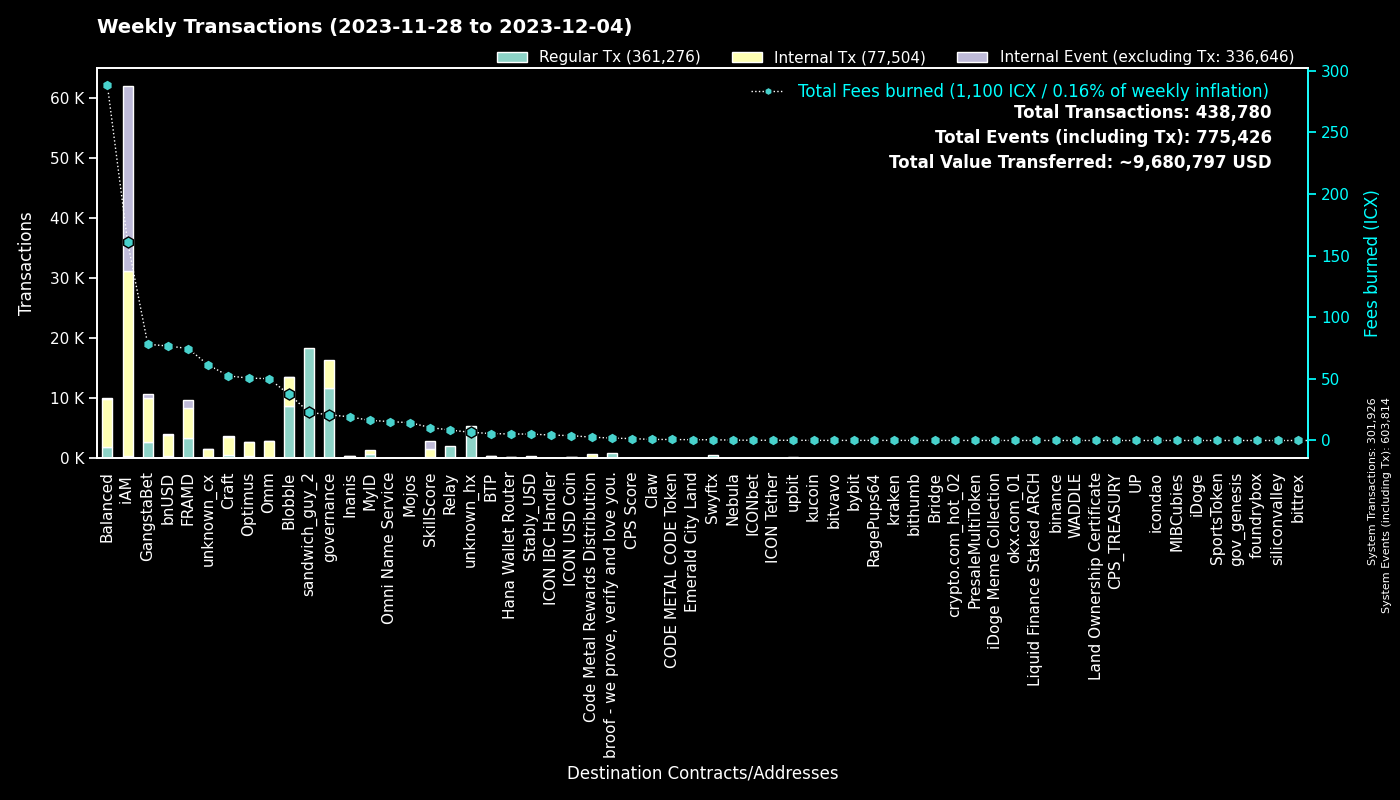 Weekly Transactions (2023-11-28 to 2023-12-04)
Regular Tx (361,276)
Internal Tx (77,504)
Internal Event (excluding Tx: 336,646)
Total Fees burned (1,100 ICX / 0.16% of weekly inflation)
Total Transactions: 438,780
Total Events (including Tx): 775,426
Total Value Transferred: ~9,680,797 USD
Transactions
60 K
50 K
40 K
30 K
20 K
10 K
0 K
300
250
200
150
100
50
0
Fees burned (ICX)
System Transactions: 301,926
System Events (including Tx): 603,814
Balanced
iAM
GangstaBet
bnUSD
FRAMD
unknown_cx
Craft
Optimus
Omm
Blobble
sandwich_guy_2
governance
Inanis
MyID
Omni Name Service
Mojos
SkillScore
Relay
unknown_hx
BTP
Hana Wallet Router
Stably_USD
ICON IBC Handler
ICON USD Coin
Code Metal Rewards Distribution
broof - we prove, verify and love you.
CPS Score
Claw
CODE METAL CODE Token
Emerald City Land
Swyftx
Nebula
ICONbet
ICON Tether
upbit
kucoin
bitvavo
bybit
RagePups64
kraken
bithumb
Bridge
crypto.com_hot_02
PresaleMultiToken
iDoge Meme Collection
okx.com_01
Liquid Finance Staked ARCH
binance
WADDLE
Land Ownership Certificate
CPS_TREASURY
UP
icondao
MIBCubies
iDoge
SportsToken
gov_genesis
foundrybox
siliconvalley
bittrex
Destination Contracts/Addresses